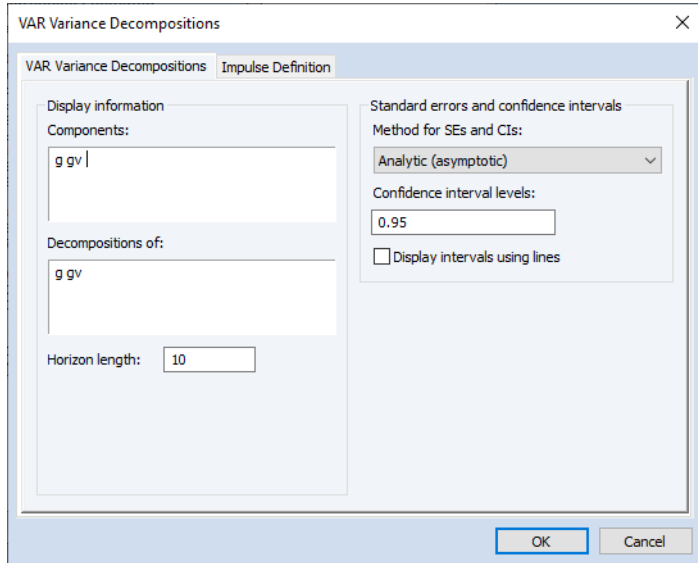 VAR Variance Decompositions
VAR Variance Decompositions
Impulse Definition
Display information
Components:
g gv
Decompositions of:
g gv
Horizon length: 10
Standard errors and confidence intervals
Method for SEs and CIs:
Analytic (asymptotic)
Confidence interval levels:
0.95
Display intervals using lines
OK
Cancel